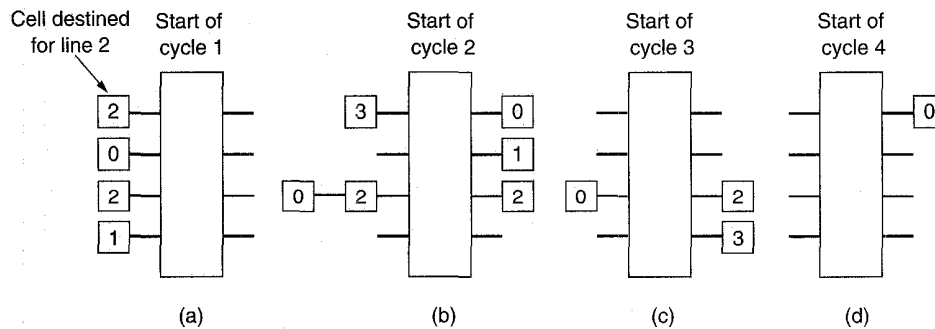 Cell destined
for line 2
Start of
cycle 1
Start of
cycle 2
Start of
cycle 3
Start of
cycle 4
2
3
0
0
0
1
2
0
2
2
0
2
1
3
(a)
(b)
(c)
(d)